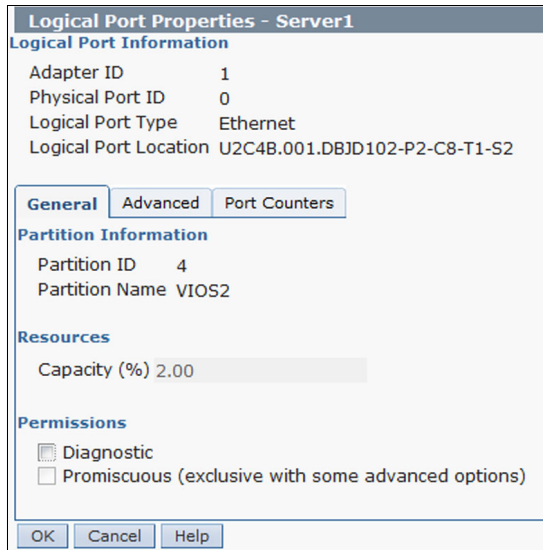 Logical Port Properties - Server1
Logical Port Information
Adapter ID 1
Physical Port ID 0
Logical Port Type Ethernet
Logical Port Location U2C4B.001.DBJD102-P2-C8-T1-S2
General Advanced Port Counters
Partition Information
Partition ID 4
Partition Name VIOS2
Resources
Capacity (%) 2.00
Permissions
Diagnostic
Promiscuous (exclusive with some advanced options)
OK Cancel Help